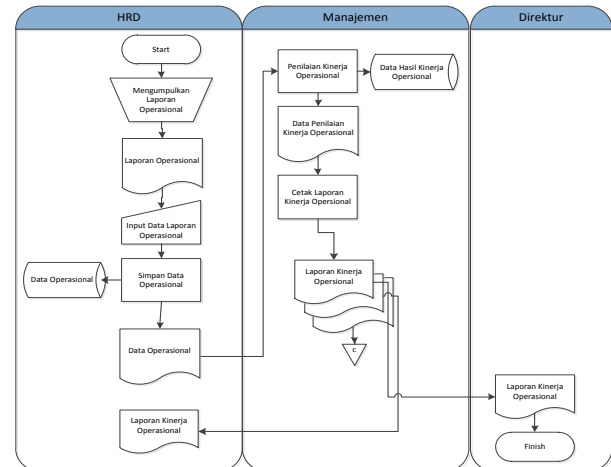 HRD
Start
Mengumpulkan
Laporan
Operasional
Laporan Operasional
Input Data Laporan
Operasional
Simpan Data
Operasional
Data Operasional
Data Operasional
Laporan Kinerja
Operasional
Manajemen
Penilaian Kinerja
Operasional
Data Hasil Kinerja
Opersional
Data Penilaian
Kinerja Operasional
Cetak Laporan
Kinerja Opersional
Laporan Kinerja
Opersional
C
Direktur
Laporan Kinerja
Operasional
Finish